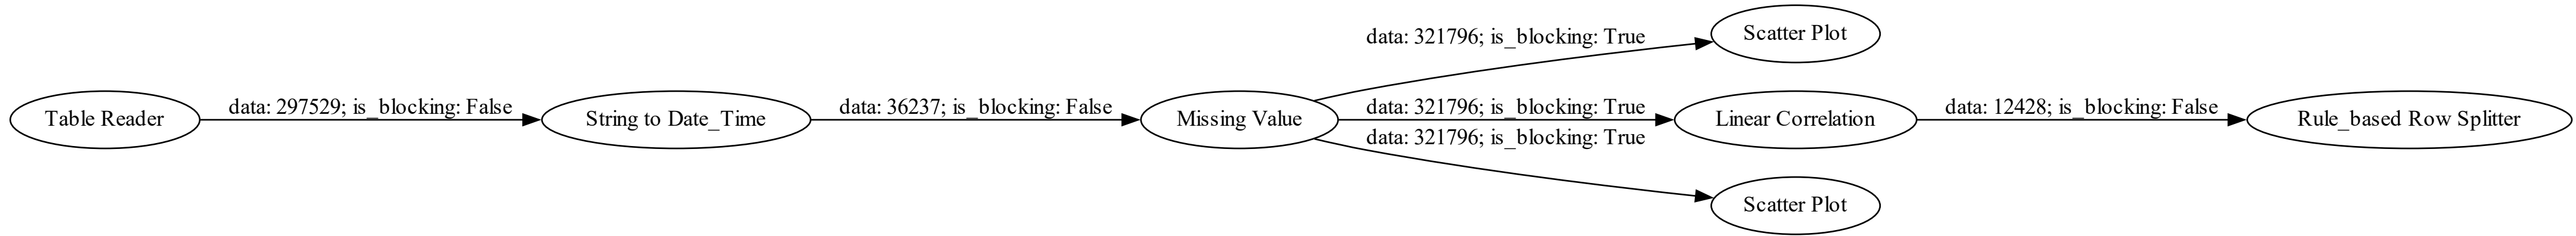 Table Reader
data: 297529; is_blocking: False
String to Date_Time
data: 36237; is_blocking: False
Missing Value
data: 321796; is_blocking: True
Scatter Plot
data: 321796; is_blocking: True
Linear Correlation
data: 12428; is_blocking: False
Rule_based Row Splitter
data: 321796; is_blocking: True
Scatter Plot